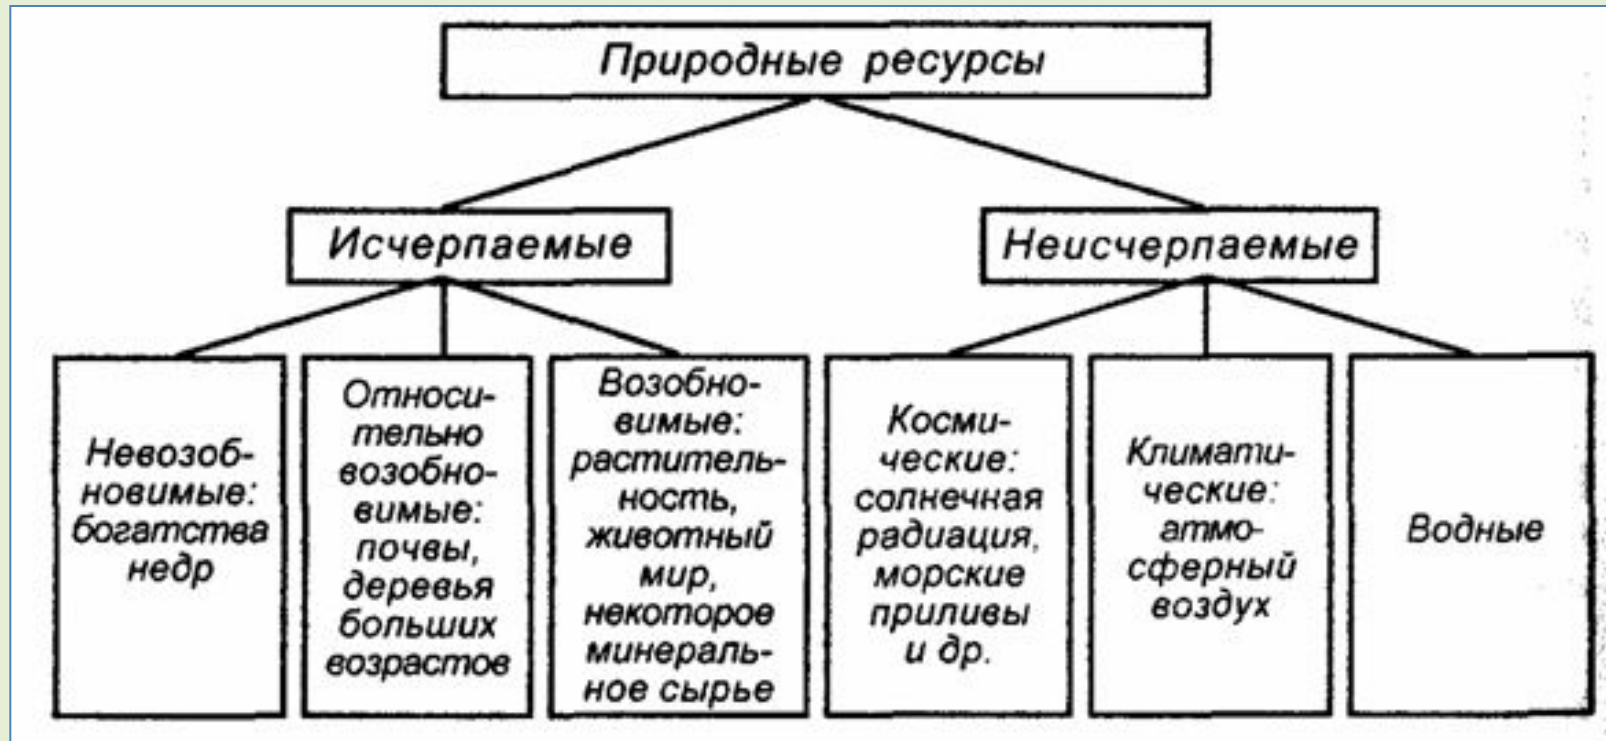 Природные ресурсы
Исчерпаемые
Неисчерпаемые
Невозоб-
новимые:
богатства
недр
Относи-
тельно
возобно-
вимые:
почвы,
деревья
больших
возрастов
Возобно-
вимые:
раститель-
ность,
животный
мир,
некоторое
минераль-
ное сырье
Косми-
ческие:
солнечная
радиация,
морские
приливы
и др.
Климати-
ческие:
атмо-
сферный
воздух
Водные